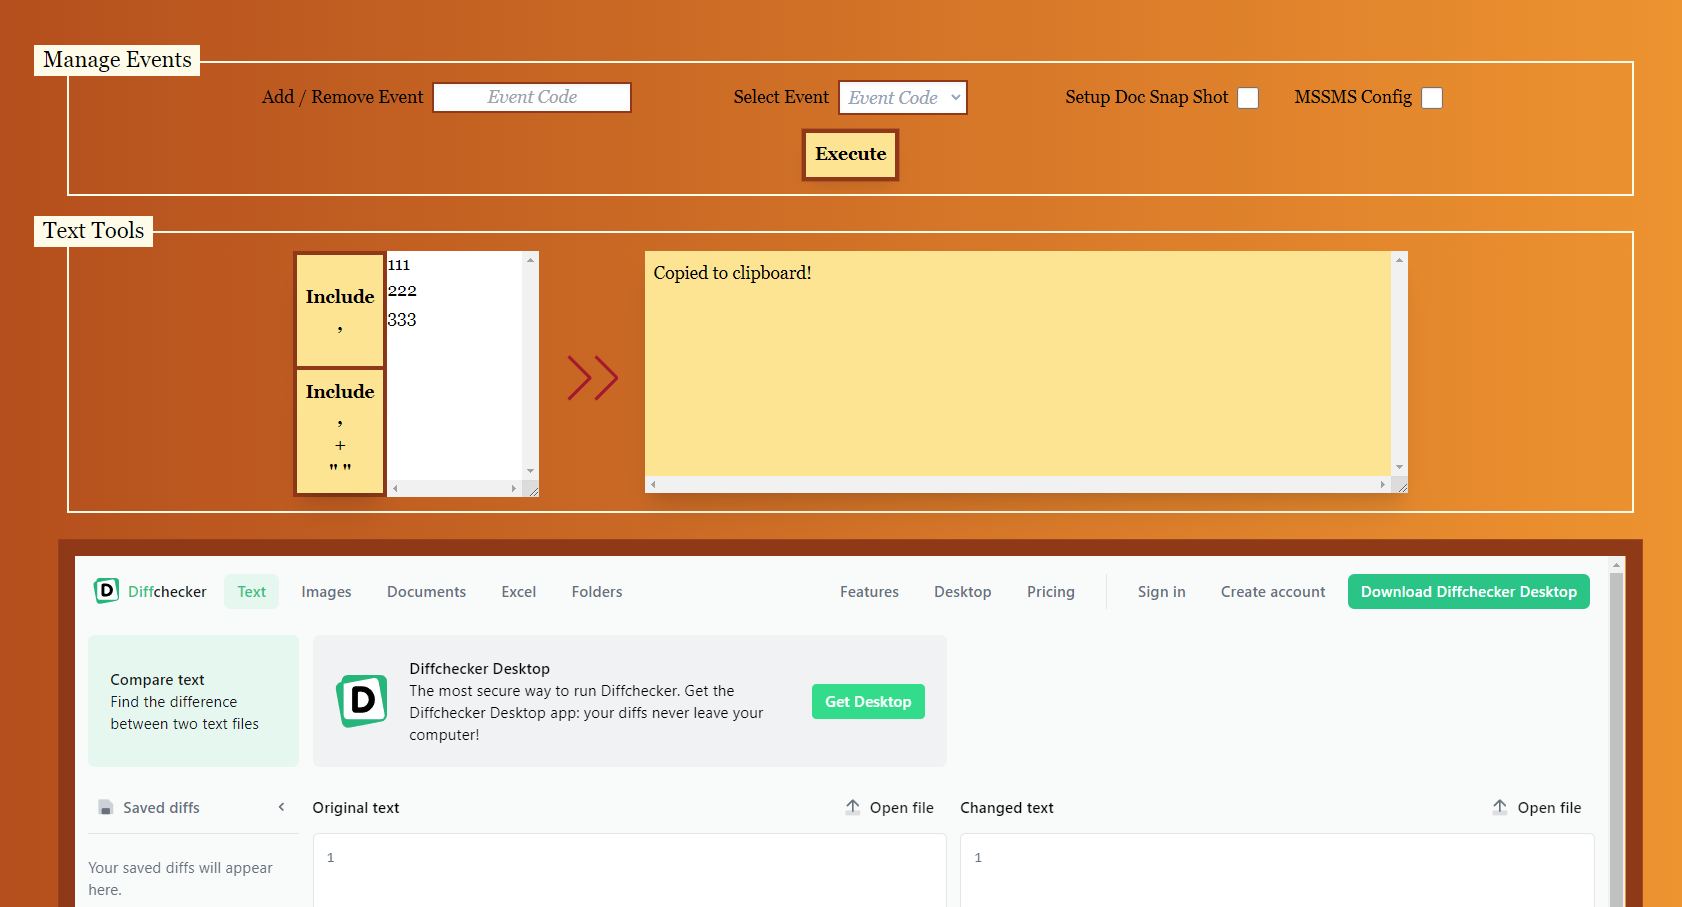 Manage Events
Add / Remove Event Event Code Select Event Event Code Setup Doc Snap Shot MSSMS Config
Execute
Text Tools
Include
,
Include
,
+
" "
111
222
333
Copied to clipboard!
D Diffchecker Text Images Documents Excel Folders Features Desktop Pricing Sign in Create account Download Diffchecker Desktop
Compare text
Find the difference
between two text files
D
Diffchecker Desktop
The most secure way to run Diffchecker. Get the
Diffchecker Desktop app: your diffs never leave your
computer!
Get Desktop
Saved diffs
Your saved diffs will appear
here.
Original text Open file
1
Changed text Open file
1